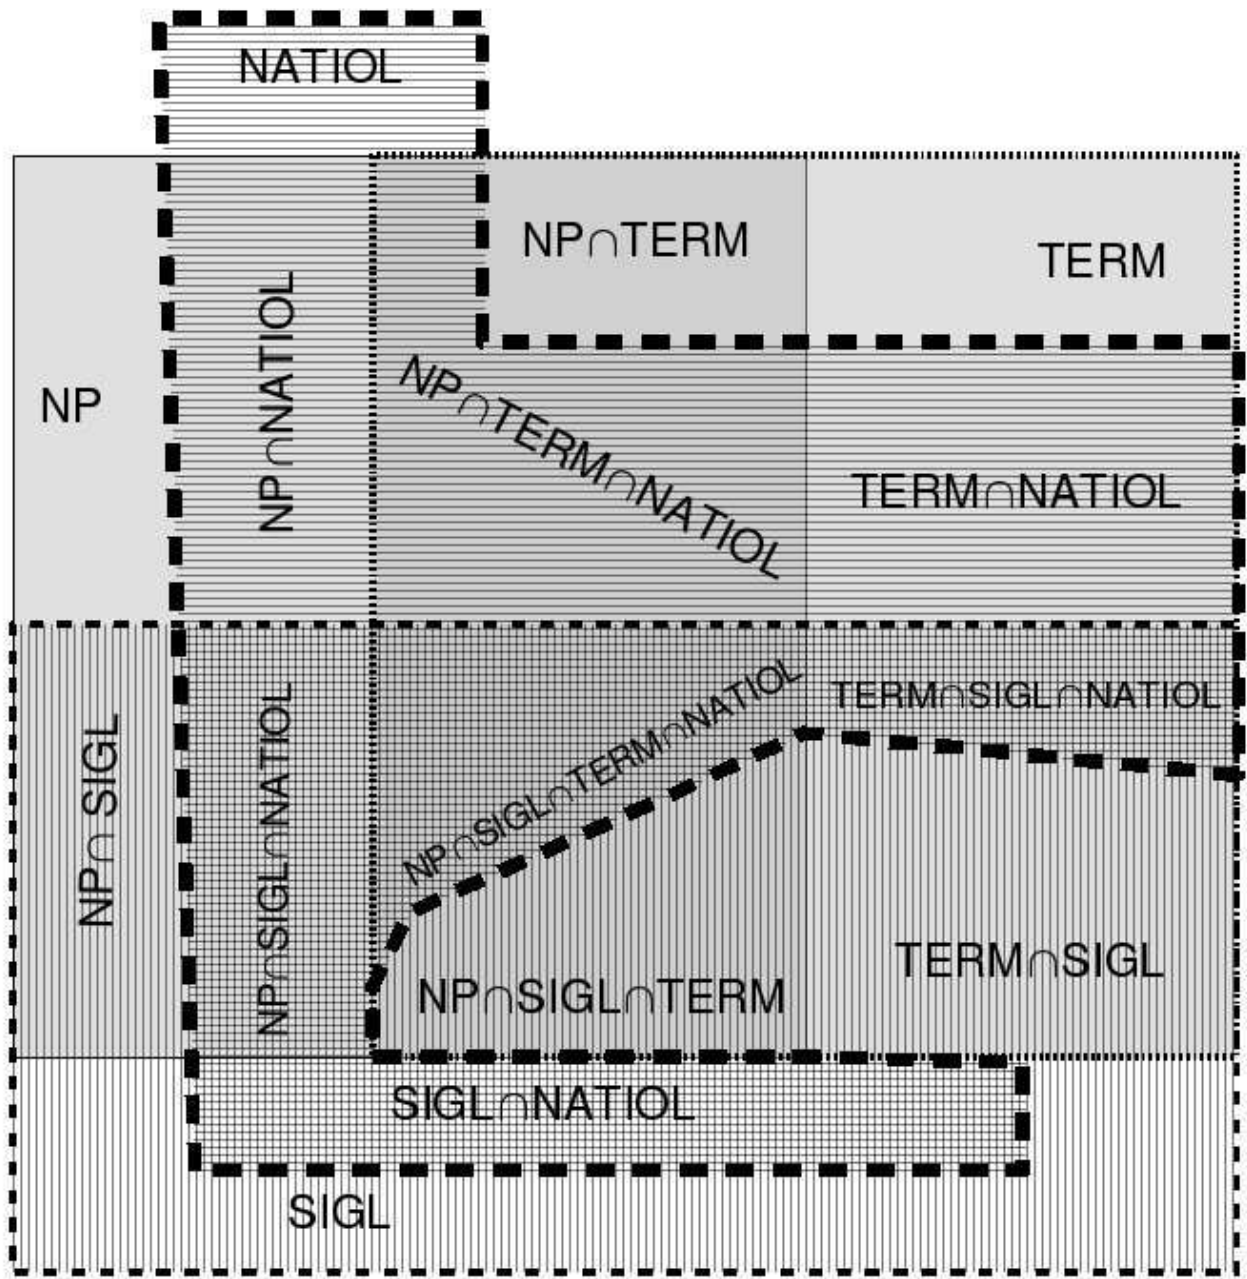 NATIOL
NP∩TERM
TERM
NP∩NATIOL
NP
NP∩TERM∩NATIOL
TERM∩NATIOL
NP∩SIGL
NP∩SIGL∩NATIOL
NP∩SIGL∩TERM∩NATIOL
TERM∩SIGL∩NATIOL
NP∩SIGL∩TERM
TERM∩SIGL
SIGL∩NATIOL
SIGL